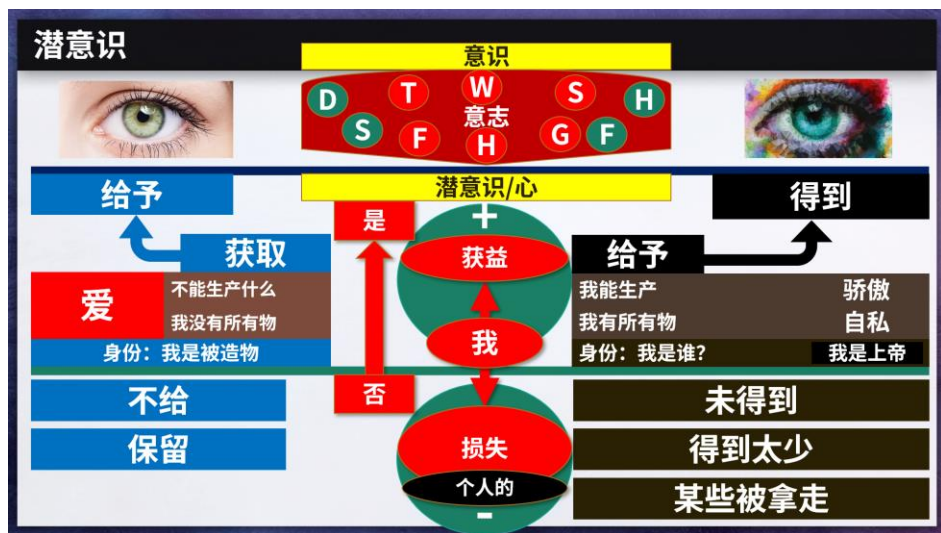 潜意识
意识
D T W S H
意志
S F H G F
潜意识/心
给予
得到
是
+
获取
获益
给予
爱
不能生产什么
我能生产
骄傲
我没有所有物
我
我有所有物
自私
身份：我是被造物
身份：我是谁？
我是上帝
否
不给
未得到
保留
损失
得到太少
个人的
某些被拿走
-